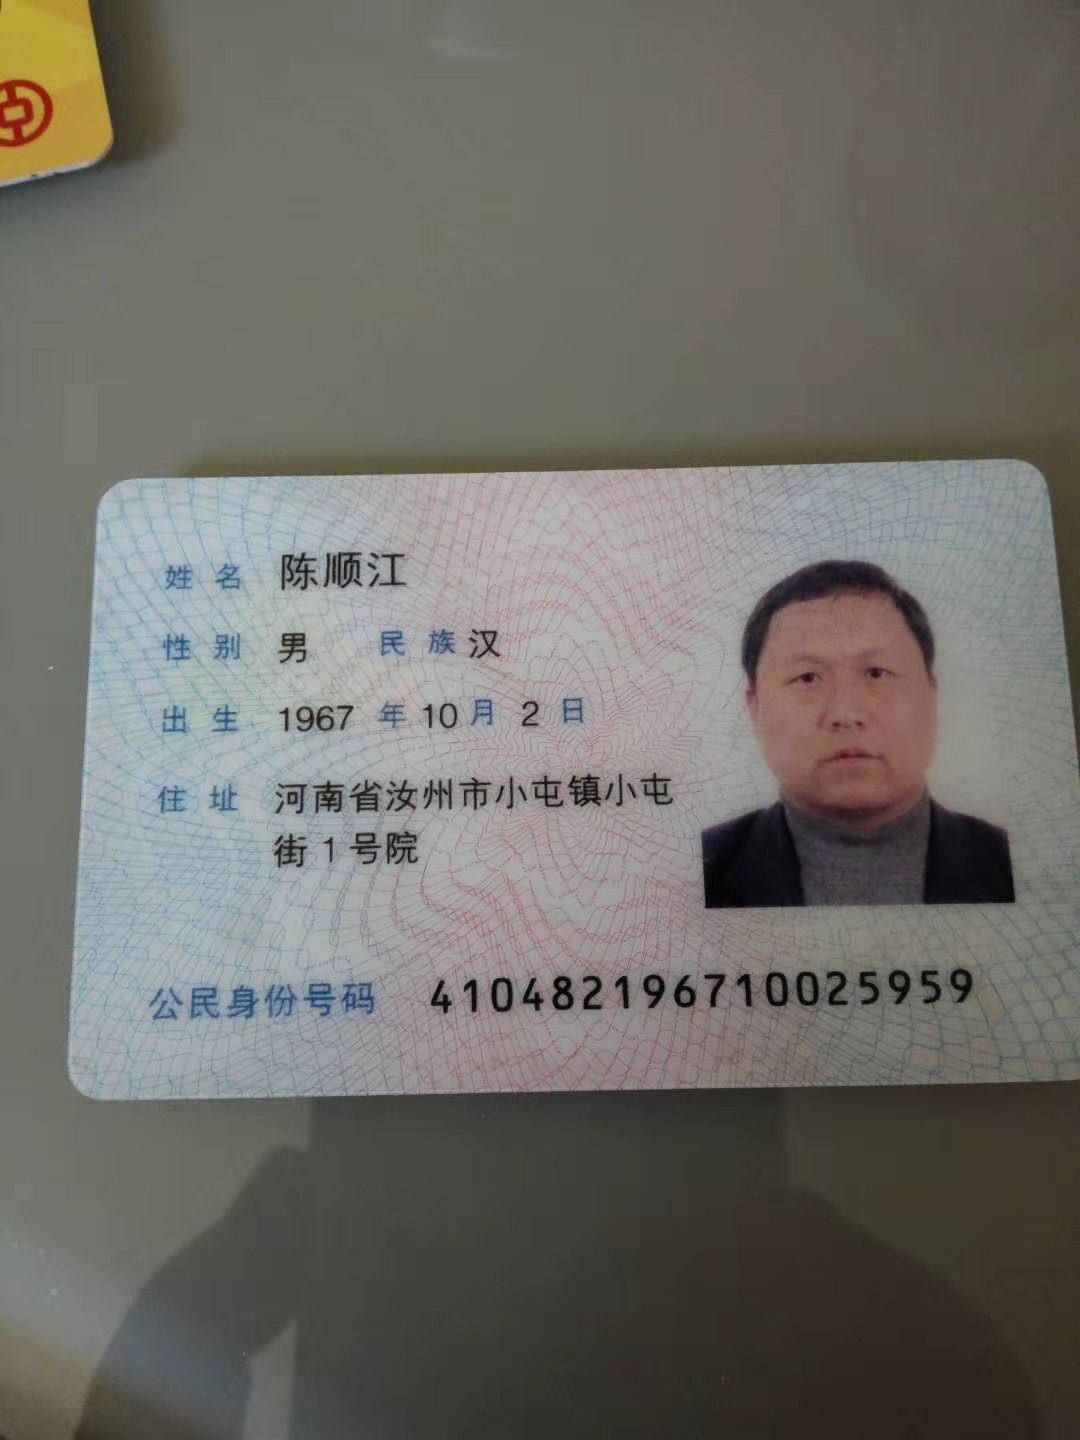 姓名 陈顺江
性别 男 民族 汉
出生 1967 年 10 月 2 日
住址 河南省汝州市小屯镇小屯
街1号院
公民身份号码 410482196710025959